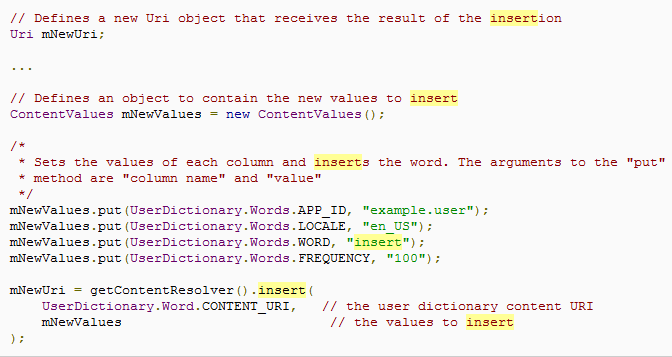 // Defines a new Uri object that receives the result of the insertion
Uri mNewUri;
...
// Defines an object to contain the new values to insert
ContentValues mNewValues = new ContentValues();
/*
* Sets the values of each column and inserts the word. The arguments to the "put"
* method are "column name" and "value"
*/
mNewValues.put(UserDictionary.Words.APP_ID, "example.user");
mNewValues.put(UserDictionary.Words.LOCALE, "en_US");
mNewValues.put(UserDictionary.Words.WORD, "insert");
mNewValues.put(UserDictionary.Words.FREQUENCY, "100");
mNewUri = getContentResolver().insert(
UserDictionary.Word.CONTENT_URI,   // the user dictionary content URI
mNewValues                          // the values to insert
);